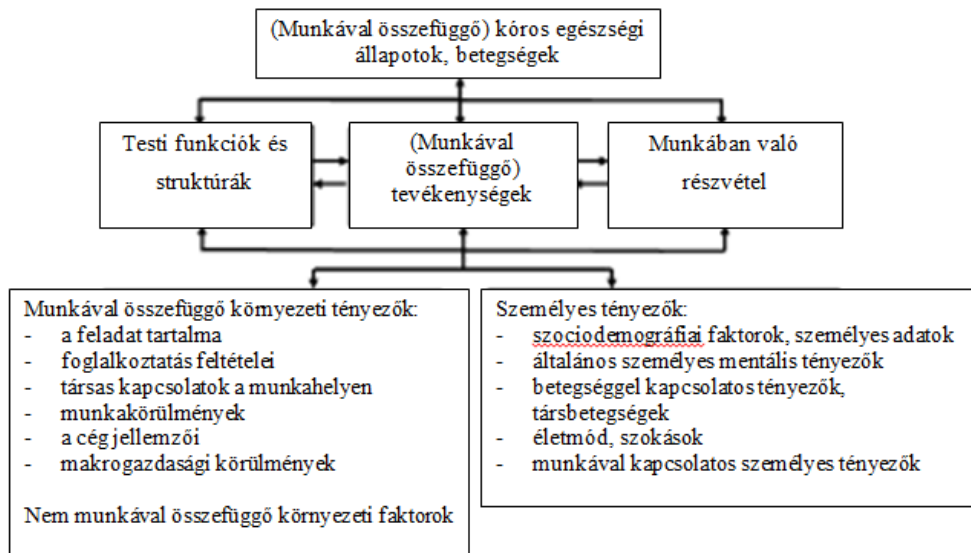 (Munkával összefüggő) kóros egészségi
állapotok, betegségek
Testi funkciók és
struktúrák
(Munkával
összefüggő)
tevékenységek
Munkában való
részvétel
Munkával összefüggő környezeti tényezők:
- a feladat tartalma
- foglalkoztatás feltételei
- társas kapcsolatok a munkahelyen
- munkakörülmények
- a cég jellemzői
- makrogazdasági körülmények
Nem munkával összefüggő környezeti faktorok
Személyes tényezők:
- szociodemográfiai faktorok, személyes adatok
- általános személyes mentális tényezők
- betegséggel kapcsolatos tényezők,
társbetegségek
- életmód, szokások
- munkával kapcsolatos személyes tényezők